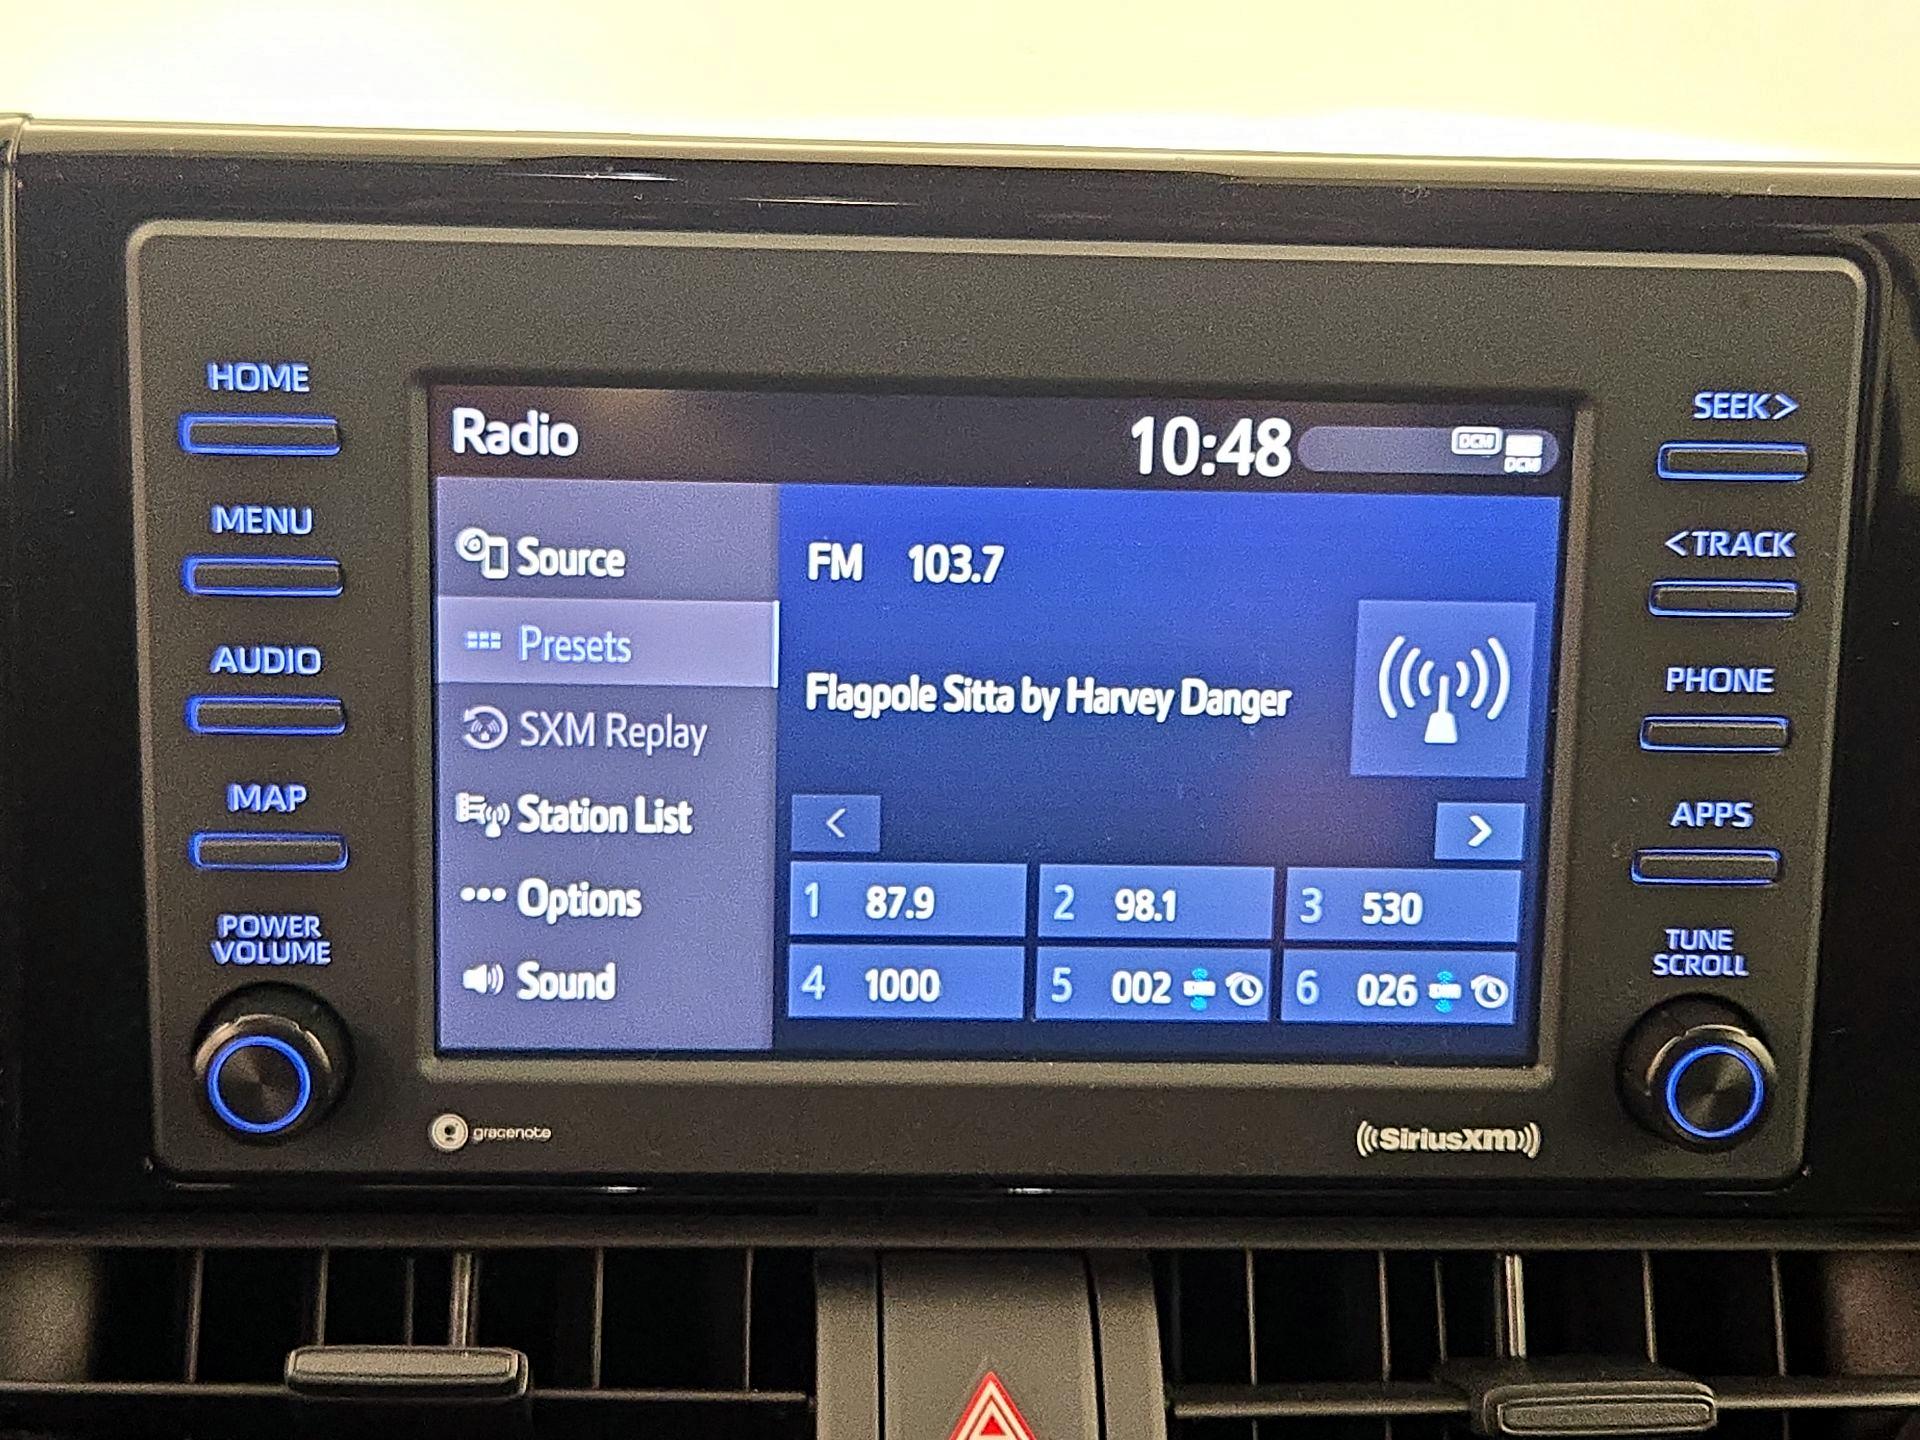 HOME
MENU
AUDIO
MAP
POWER
VOLUME
Radio
10:48
DCM
DCM
Source
Presets
SXM Replay
Station List
Options
Sound
FM 103.7
Flagpole Sitta by Harvey Danger
<
>
1 87.9
2 98.1
3 530
4 1000
5 002
6 026
SEEK>
<TRACK
PHONE
APPS
TUNE
SCROLL
gracenote
SiriusXM